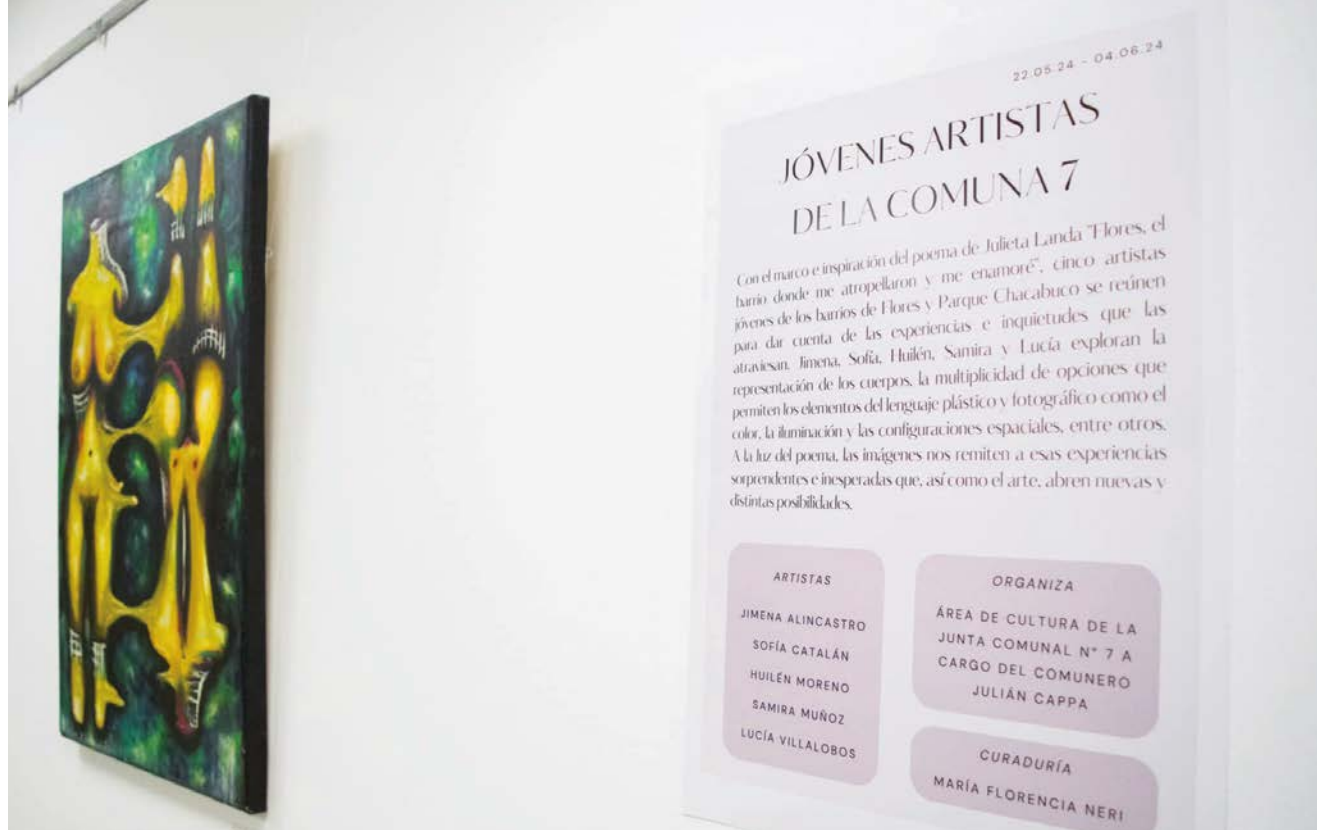 22.05.24 - 04.06.24
JÓVENES ARTISTAS
DE LA COMUNA 7
Con el marco e inspiración del poema de Julieta Landa "Flores, el
barrio donde me atropellaron y me enamoré", cinco artistas
jóvenes de los barrios de Flores y Parque Chacabuco se reúnen
para dar cuenta de las experiencias e inquietudes que las
atraviesan. Jimena, Sofía, Huilén, Samira y Lucía exploran la
representación de los cuerpos, la multiplicidad de opciones que
permiten los elementos del lenguaje plástico y fotográfico como el
color, la iluminación y las configuraciones espaciales, entre otros.
A la luz del poema, las imágenes nos remiten a esas experiencias
sorprendentes e inesperadas que, así como el arte, abren nuevas y
distintas posibilidades.
ARTISTAS
JIMENA ALINCASTRO
SOFÍA CATALÁN
HUILÉN MORENO
SAMIRA MUÑOZ
LUCÍA VILLALOBOS
ORGANIZA
ÁREA DE CULTURA DE LA
JUNTA COMUNAL N° 7 A
CARGO DEL COMUNERO
JULIÁN CAPPA
CURADURÍA
MARÍA FLORENCIA NERI